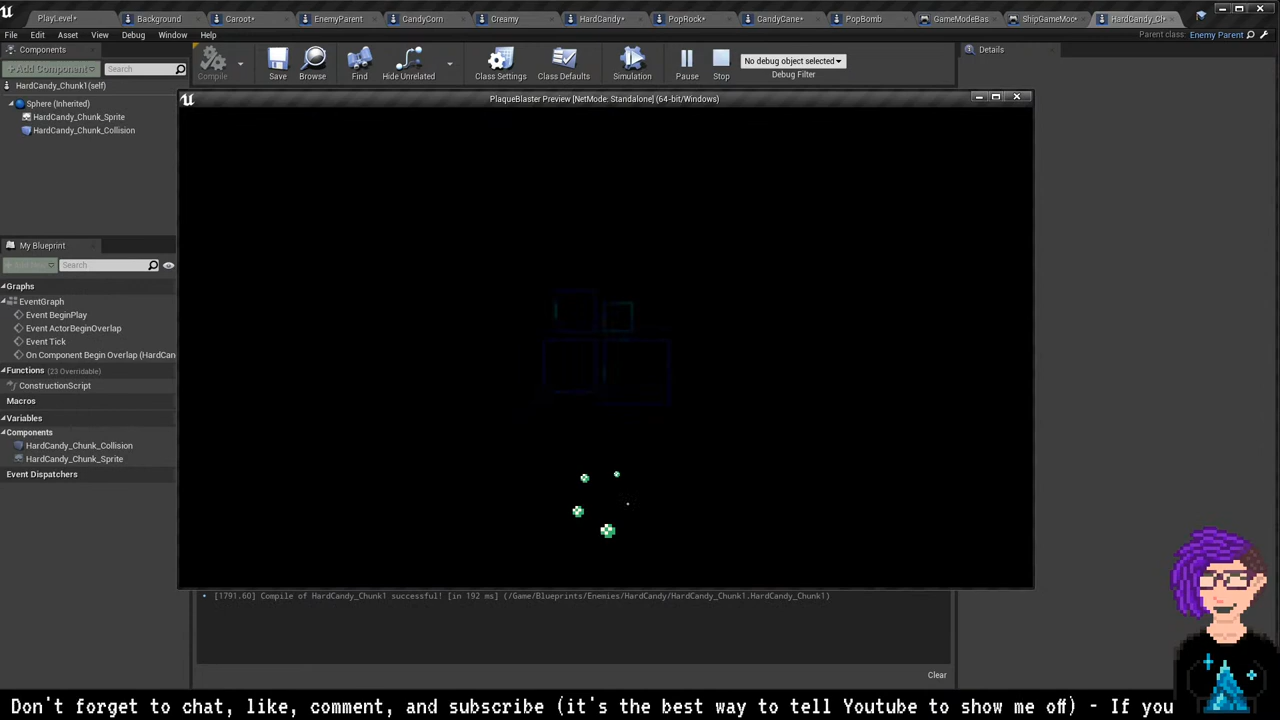 PlayLevel*
Background
Caroot*
EnemyParent
CandyCorn
Creamy
HardCandy*
PopRock*
CandyCane*
PopBomb
GameModeBas
ShipGameMoc*
HardCandy_Ch*
File Edit Asset View Debug Window Help
Parent class: Enemy Parent
Components
+Add Component
Search
HardCandy_Chunk1(self)
Sphere (Inherited)
HardCandy_Chunk_Sprite
HardCandy_Chunk_Collision
Compile
Save
Browse
Find
Hide Unrelated
Class Settings
Class Defaults
Simulation
Pause
Stop
No debug object selected
Debug Filter
Details
PlaqueBlaster Preview [NetMode: Standalone] (64-bit/Windows)
My Blueprint
Search
Graphs
EventGraph
Event BeginPlay
Event ActorBeginOverlap
Event Tick
On Component Begin Overlap (HardCan
Functions (23 Overridable)
ConstructionScript
Macros
Variables
Components
HardCandy_Chunk_Collision
HardCandy_Chunk_Sprite
Event Dispatchers
[1791.60] Compile of HardCandy_Chunk1 successful! [in 192 ms] (/Game/Blueprints/Enemies/HardCandy/HardCandy_Chunk1.HardCandy_Chunk1)
Clear
Don't forget to chat, like, comment, and subscribe (it's the best way to tell Youtube to show me off) - If you